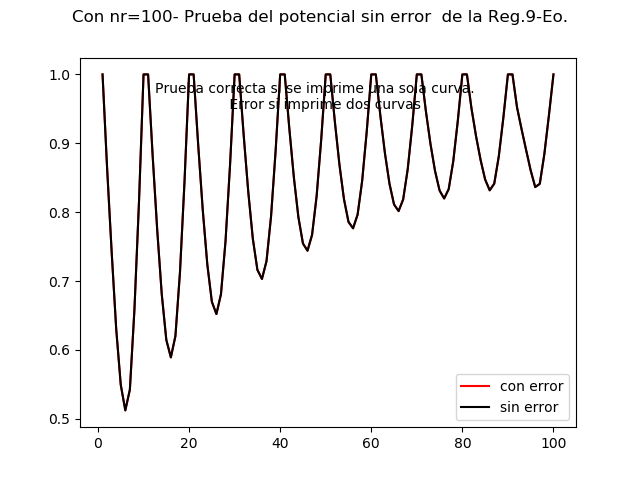 Con nr=100- Prueba del potencial sin error  de la Reg.9-Eo.
Prueba correcta si se imprime una sola curva.
Error si imprime dos curvas
1.0
0.9
0.8
0.7
0.6
0.5
0 20 40 60 80 100
con error
sin error